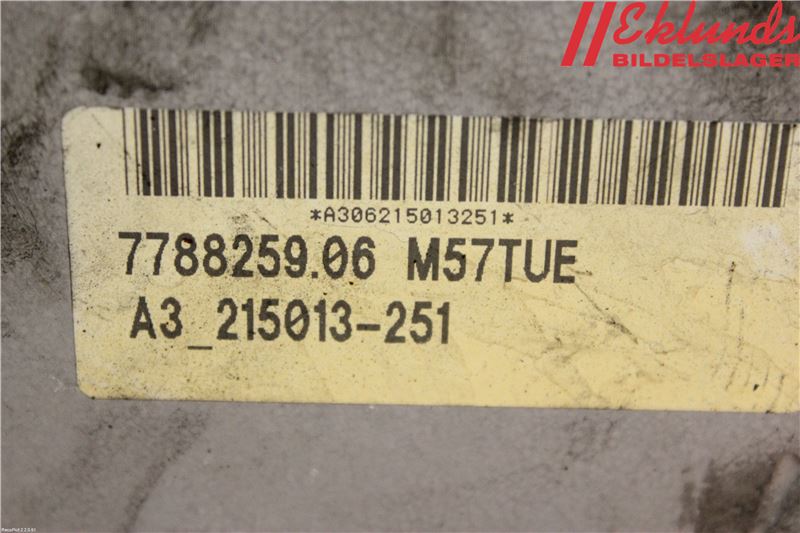 Eklunds
BILDELSLAGER
*A306215013251*
7788259.06 M57TUE
A3_215013-251